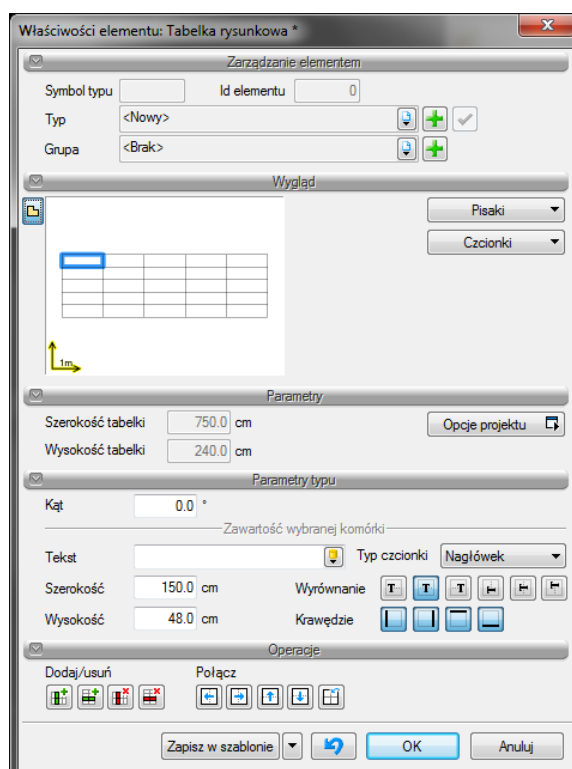 Właściwości elementu: Tabelka rysunkowa *
Zarządzanie elementem
Symbol typu Id elementu 0
Typ <Nowy>
Grupa <Brak>
Wygląd
Pisaki
Czcionki
1m
Parametry
Szerokość tabelki 750.0 cm Opcje projektu
Wysokość tabelki 240.0 cm
Parametry typu
Kąt 0.0 °
Zawartość wybranej komórki
Tekst Typ czcionki Nagłówek
Szerokość 150.0 cm Wyrównanie T T T T T T
Wysokość 48.0 cm Krawędzie
Operacje
Dodaj/usuń Połącz
Zapisz w szablonie OK Anuluj